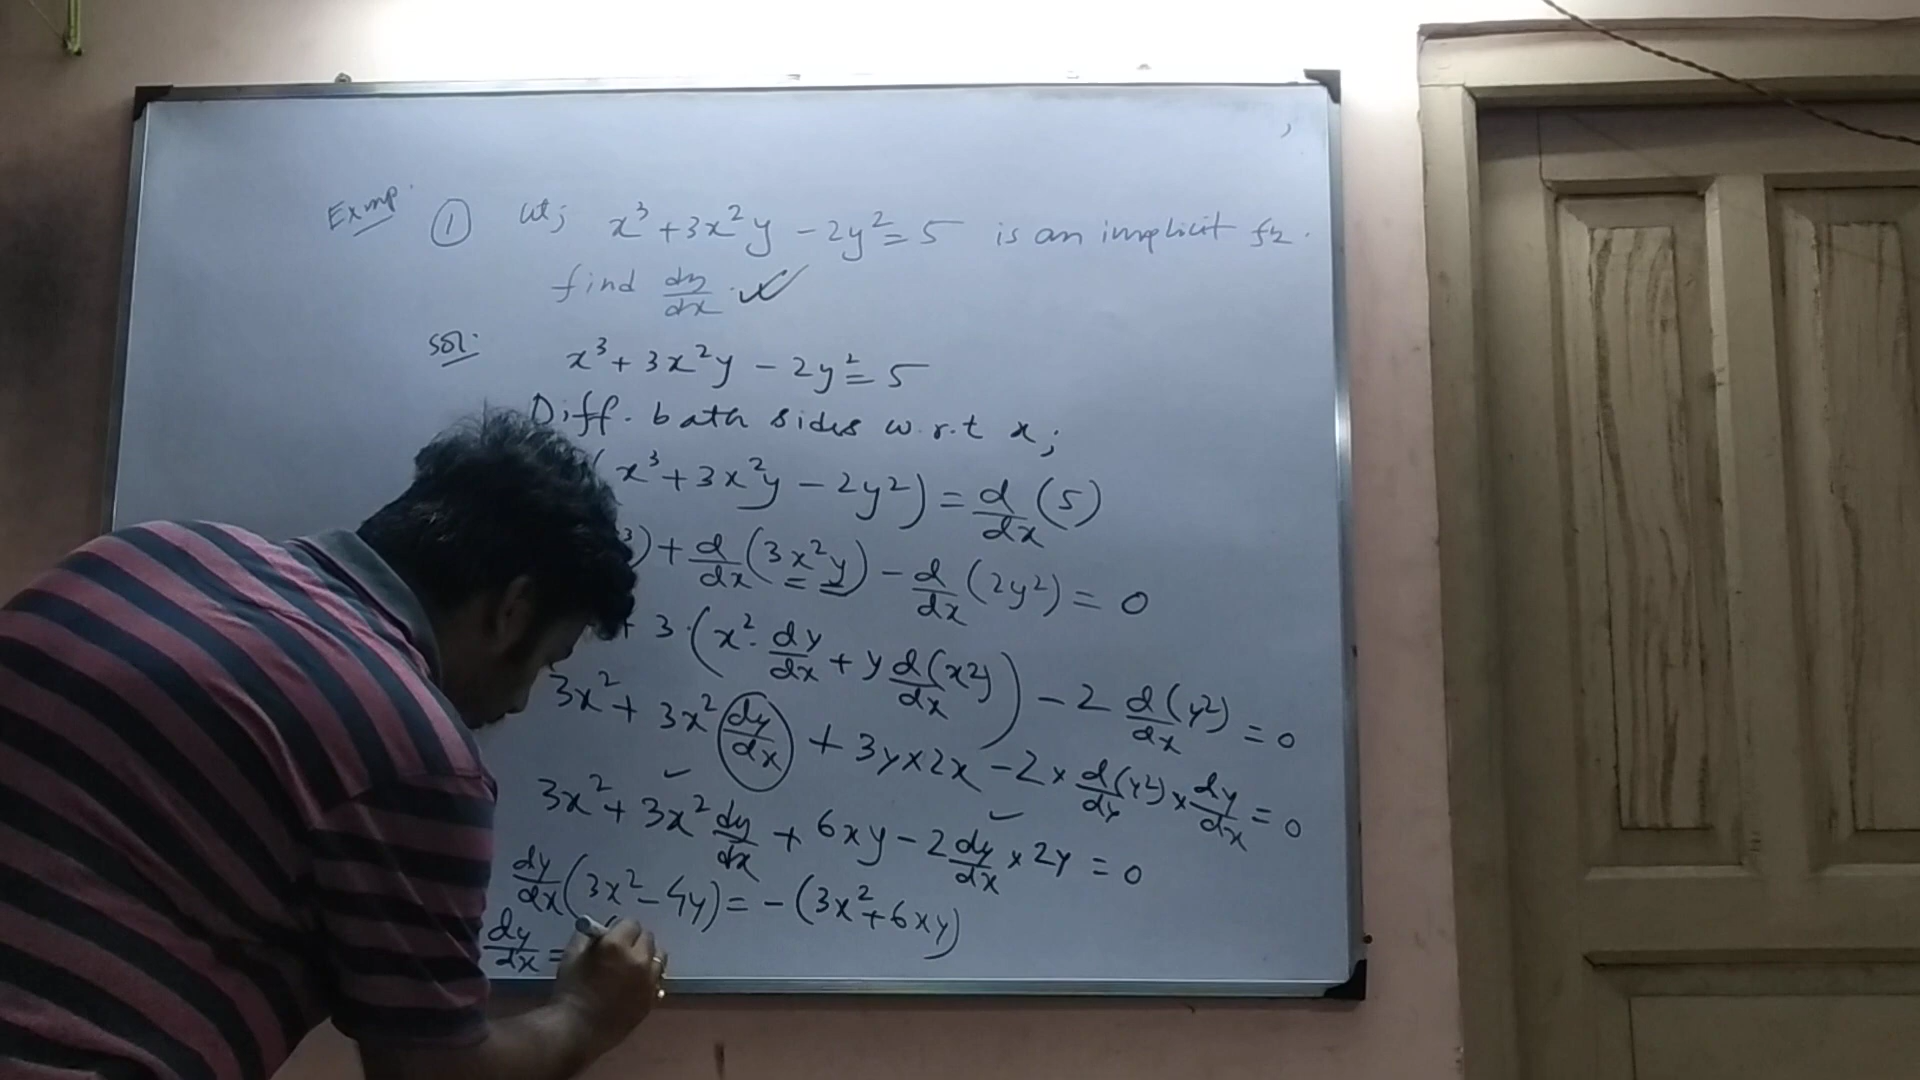 Exmp. ① Let; x³ + 3x²y - 2y² = 5 is an implicit fn.
find dy/dx. ✓
Sol:
x³ + 3x²y - 2y² = 5
Diff. both sides w.r.t x;
(x³ + 3x²y - 2y²) = d/dx (5)
³) + d/dx (3x²y) - d/dx (2y²) = 0
+ 3·(x²· dy/dx + y d/dx (x²)) - 2 d/dx (y²) = 0
3x² + 3x² dy/dx + 3y×2x - 2 × d/dy (y²) × dy/dx = 0
3x² + 3x² dy/dx + 6xy - 2 dy/dx × 2y = 0
dy/dx (3x² - 4y) = - (3x² + 6xy)
dy/dx =